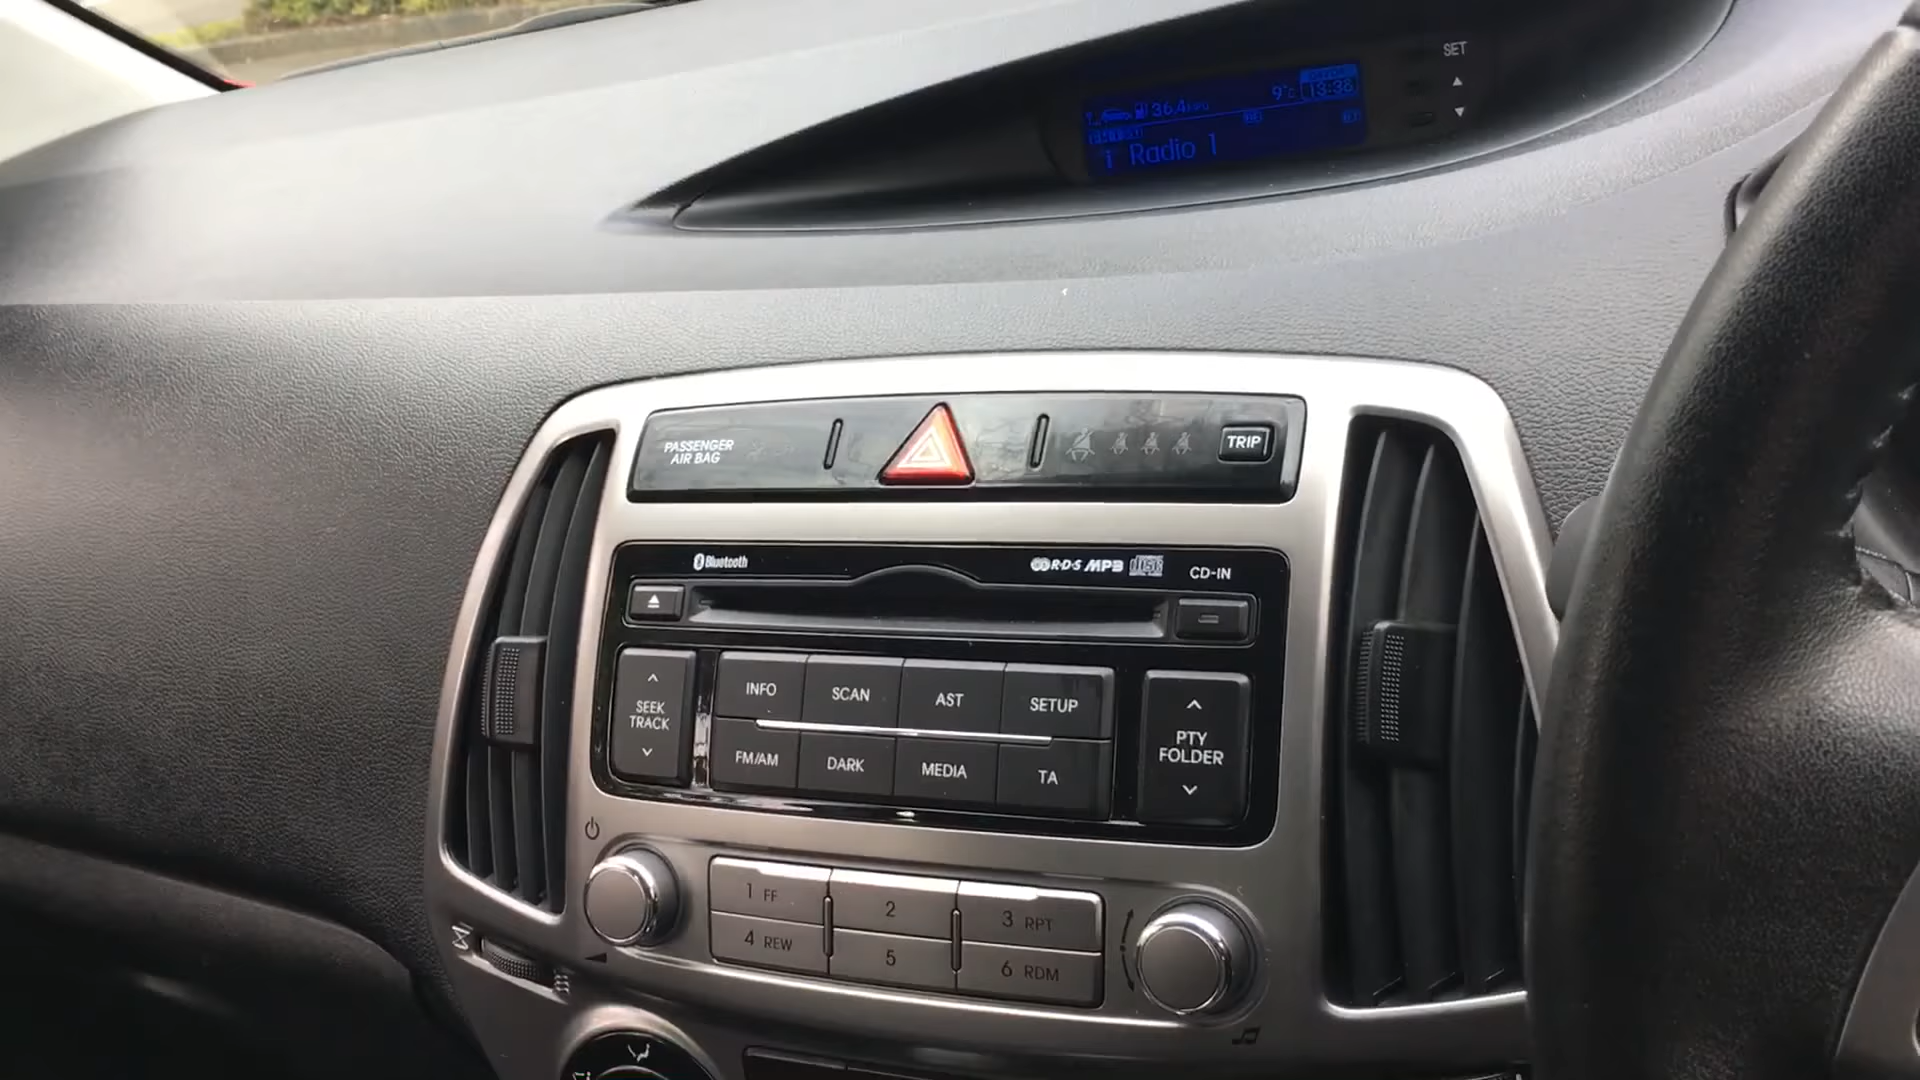 SET
36.4
9°C
13:38
i Radio 1
PASSENGER
AIR BAG
TRIP
Bluetooth
R·D·S MP3 DISC
CD-IN
SEEK
TRACK
INFO
SCAN
AST
SETUP
FM/AM
DARK
MEDIA
TA
PTY
FOLDER
1 FF
2
3 RPT
4 REW
5
6 RDM